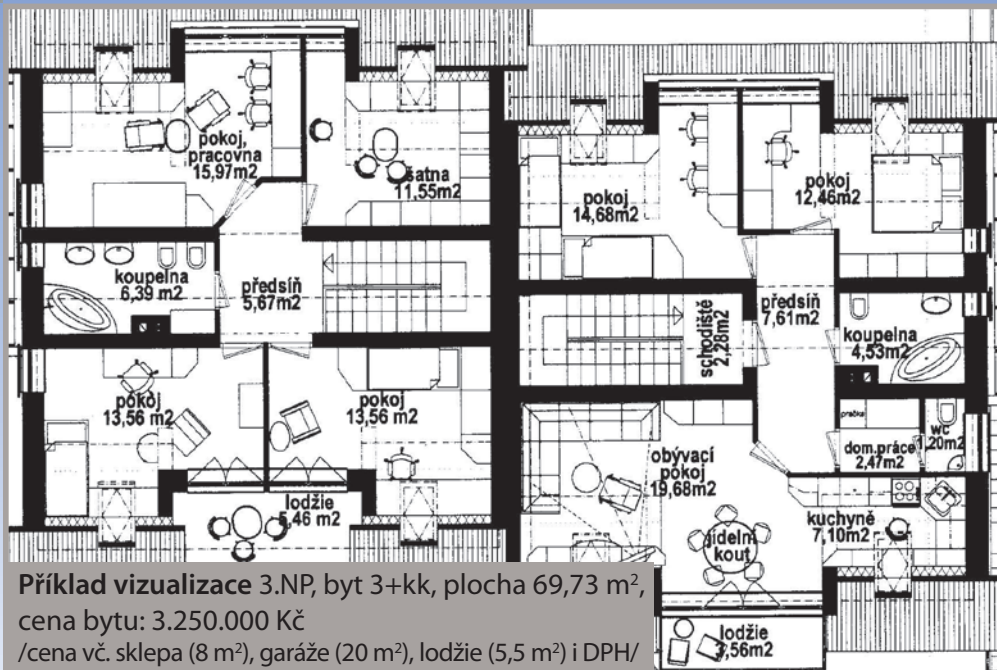 pokoj,
pracovna
15,97m2
šatna
11,55m2
koupelna
6,39 m2
předsíň
5,67m2
pokoj
13,56 m2
pokoj
13,56 m2
lodžie
5,46 m2
pokoj
14,68m2
pokoj
12,46m2
schodiště
2,28m2
předsíň
7,61m2
koupelna
4,53m2
pračka
dom.práce
2,47m2
wc
1,20m2
obývací
pokoj
19,68m2
jídelní
kout
kuchyně
7,10m2
lodžie
3,56m2
Příklad vizualizace 3.NP, byt 3+kk, plocha 69,73 m²,
cena bytu: 3.250.000 Kč
/cena vč. sklepa (8 m²), garáže (20 m²), lodžie (5,5 m²) i DPH/